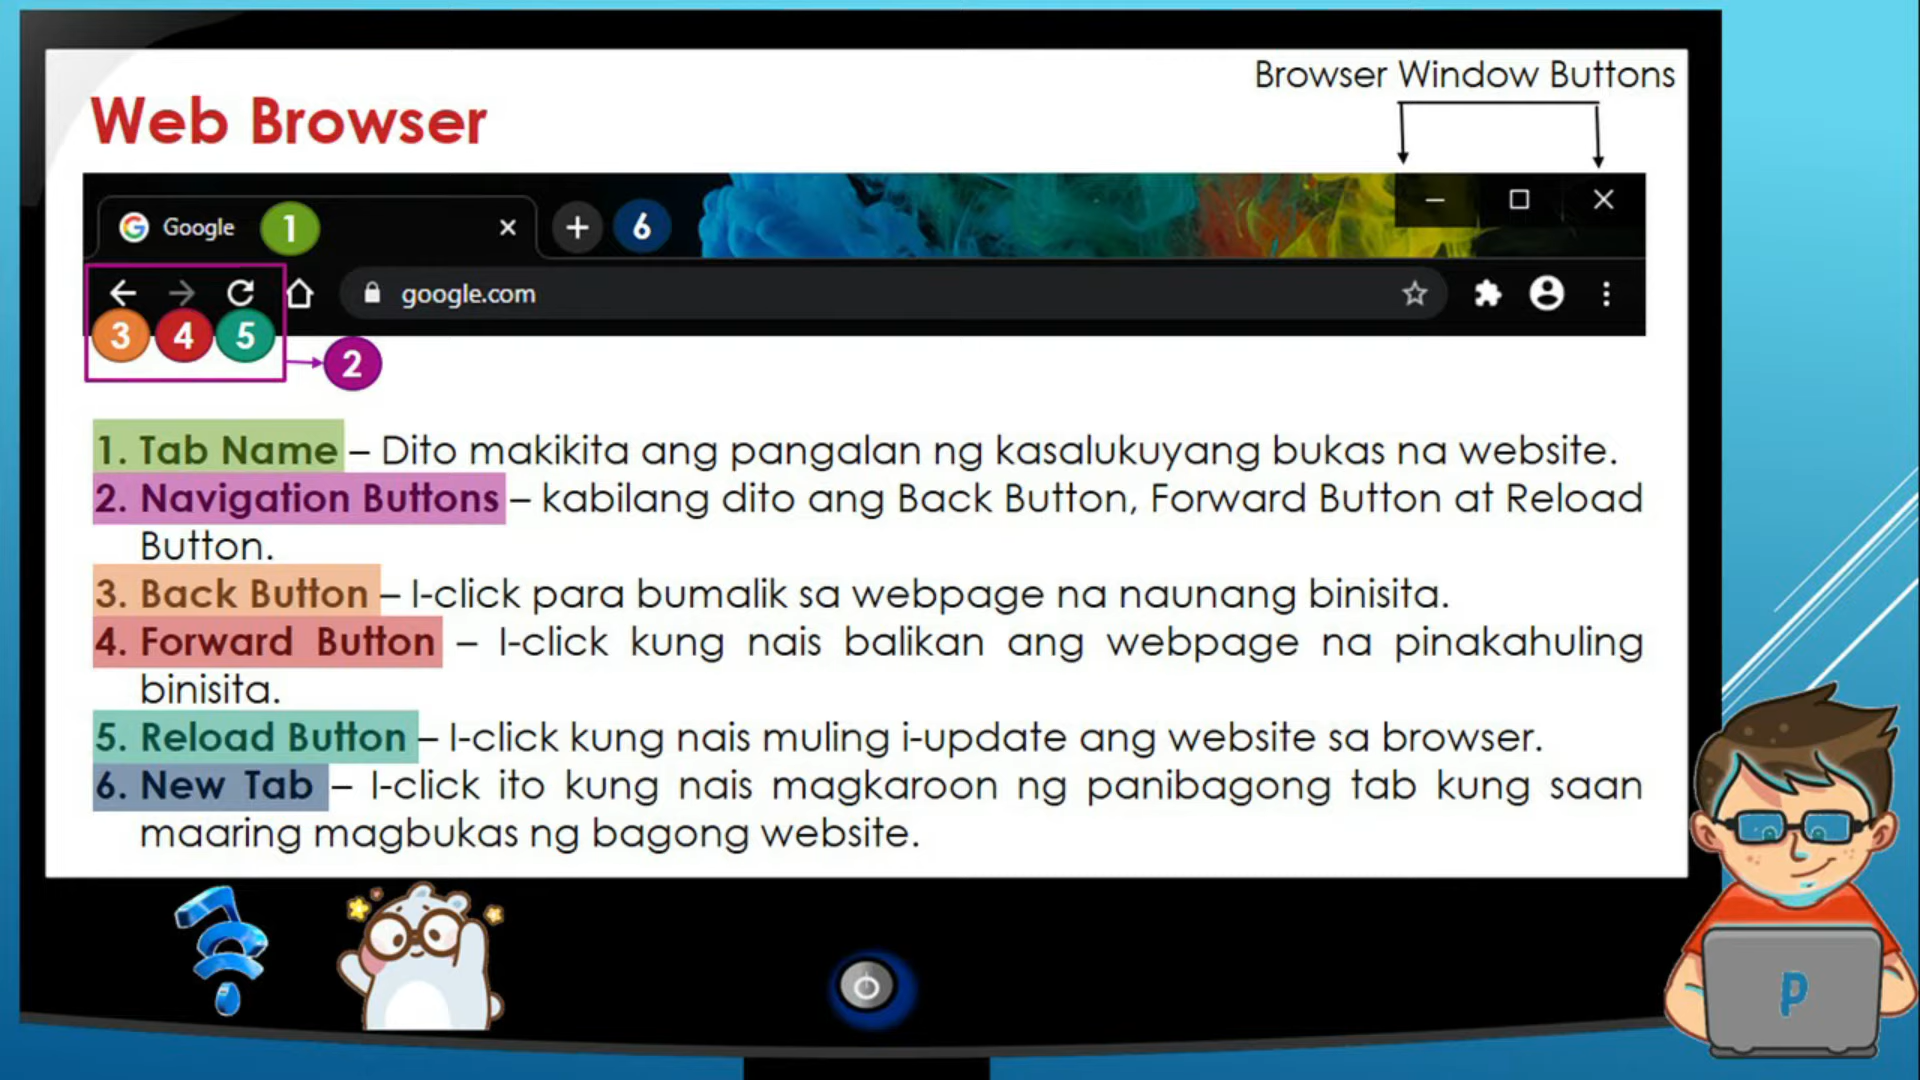 Browser Window Buttons
Web Browser
Google 1 6
google.com
3 4 5
2
1. Tab Name – Dito makikita ang pangalan ng kasalukuyang bukas na website.
2. Navigation Buttons – kabilang dito ang Back Button, Forward Button at Reload
Button.
3. Back Button – I-click para bumalik sa webpage na naunang binisita.
4. Forward Button – I-click kung nais balikan ang webpage na pinakahuling
binisita.
5. Reload Button – I-click kung nais muling i-update ang website sa browser.
6. New Tab – I-click ito kung nais magkaroon ng panibagong tab kung saan
maaring magbukas ng bagong website.
P